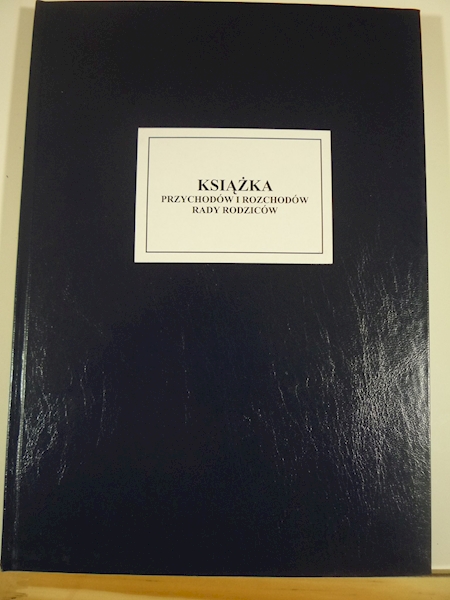 KSIĄŻKA
PRZYCHODÓW I ROZCHODÓW
RADY RODZICÓW